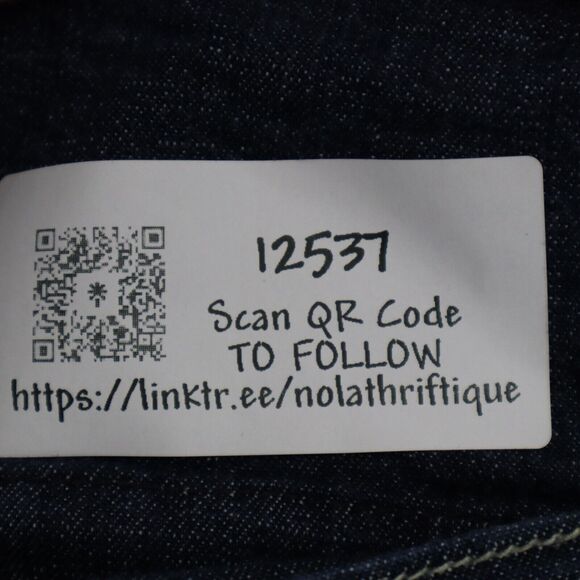 12537
Scan QR Code
TO FOLLOW
https://linktr.ee/nolathriftique